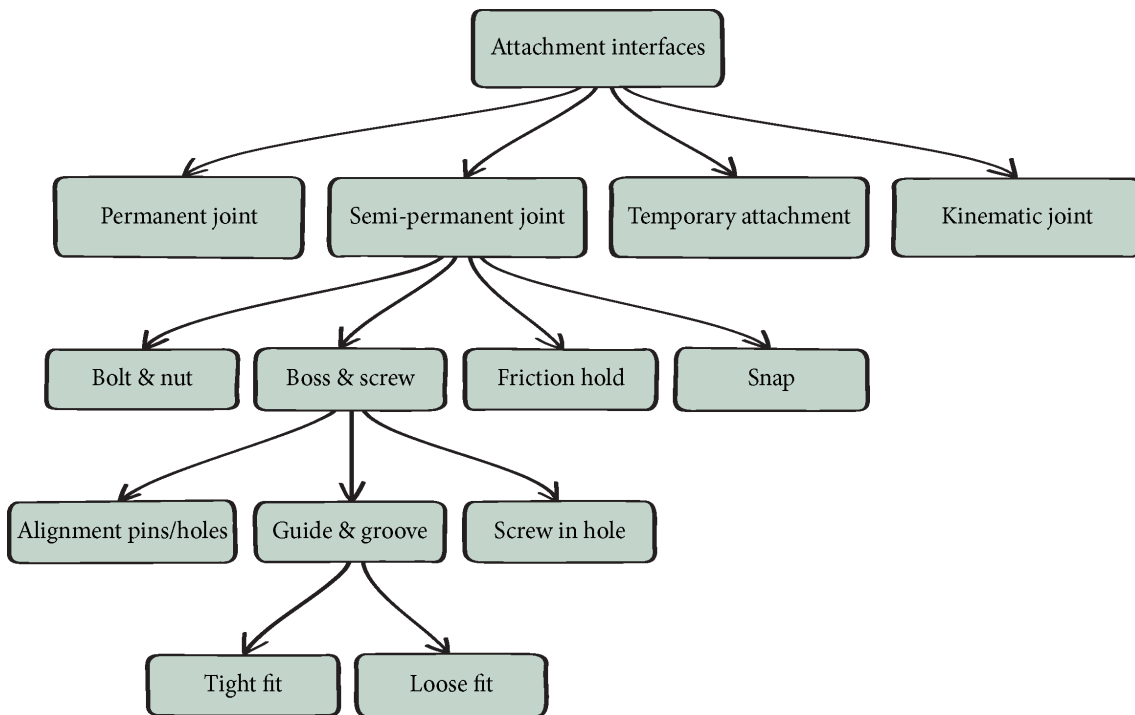 Attachment interfaces
Permanent joint
Semi-permanent joint
Temporary attachment
Kinematic joint
Bolt & nut
Boss & screw
Friction hold
Snap
Alignment pins/holes
Guide & groove
Screw in hole
Tight fit
Loose fit